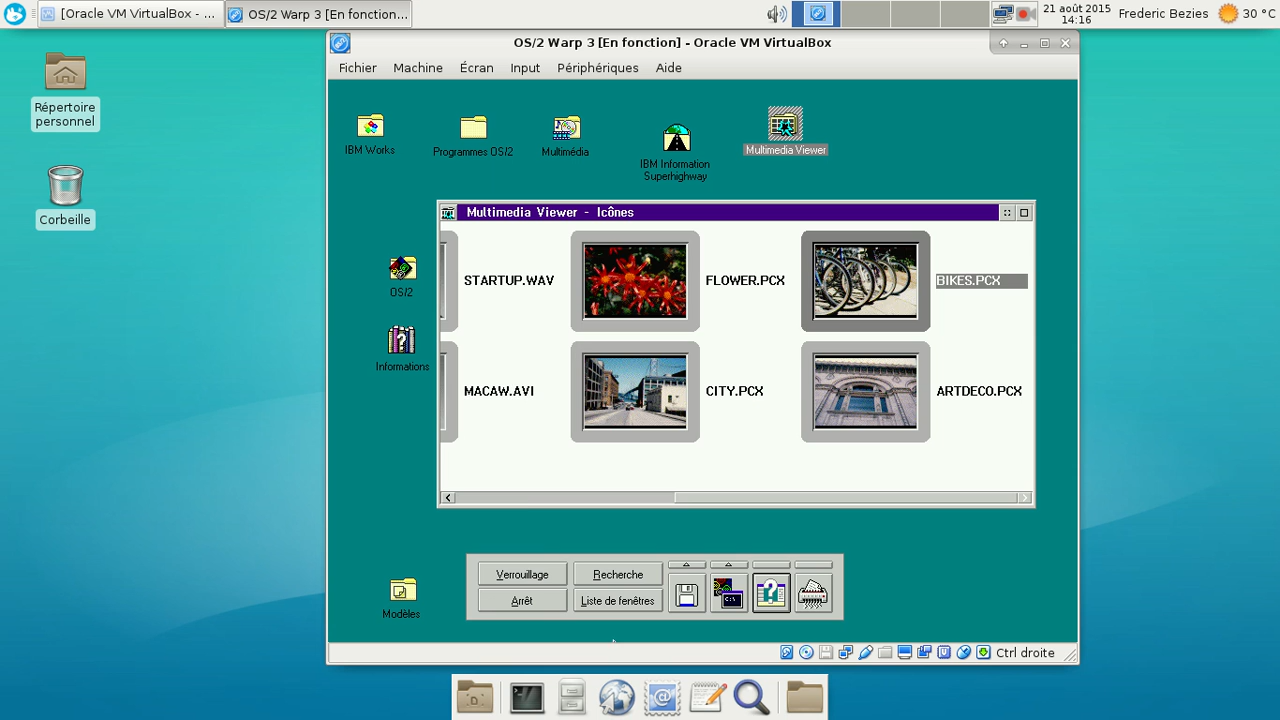 [Oracle VM VirtualBox - ...
OS/2 Warp 3 [En fonction...
21 août 2015
14:16
Frederic Bezies
30 °C
OS/2 Warp 3 [En fonction] - Oracle VM VirtualBox
Fichier Machine Écran Input Périphériques Aide
Répertoire
personnel
Corbeille
IBM Works
Programmes OS/2
Multimédia
IBM Information
Superhighway
Multimedia Viewer
Multimedia Viewer - Icônes
STARTUP.WAV
FLOWER.PCX
BIKES.PCX
OS/2
Informations
MACAW.AVI
CITY.PCX
ARTDECO.PCX
Modèles
Verrouillage
Recherche
Arrêt
Liste de fenêtres
C:\
Ctrl droite